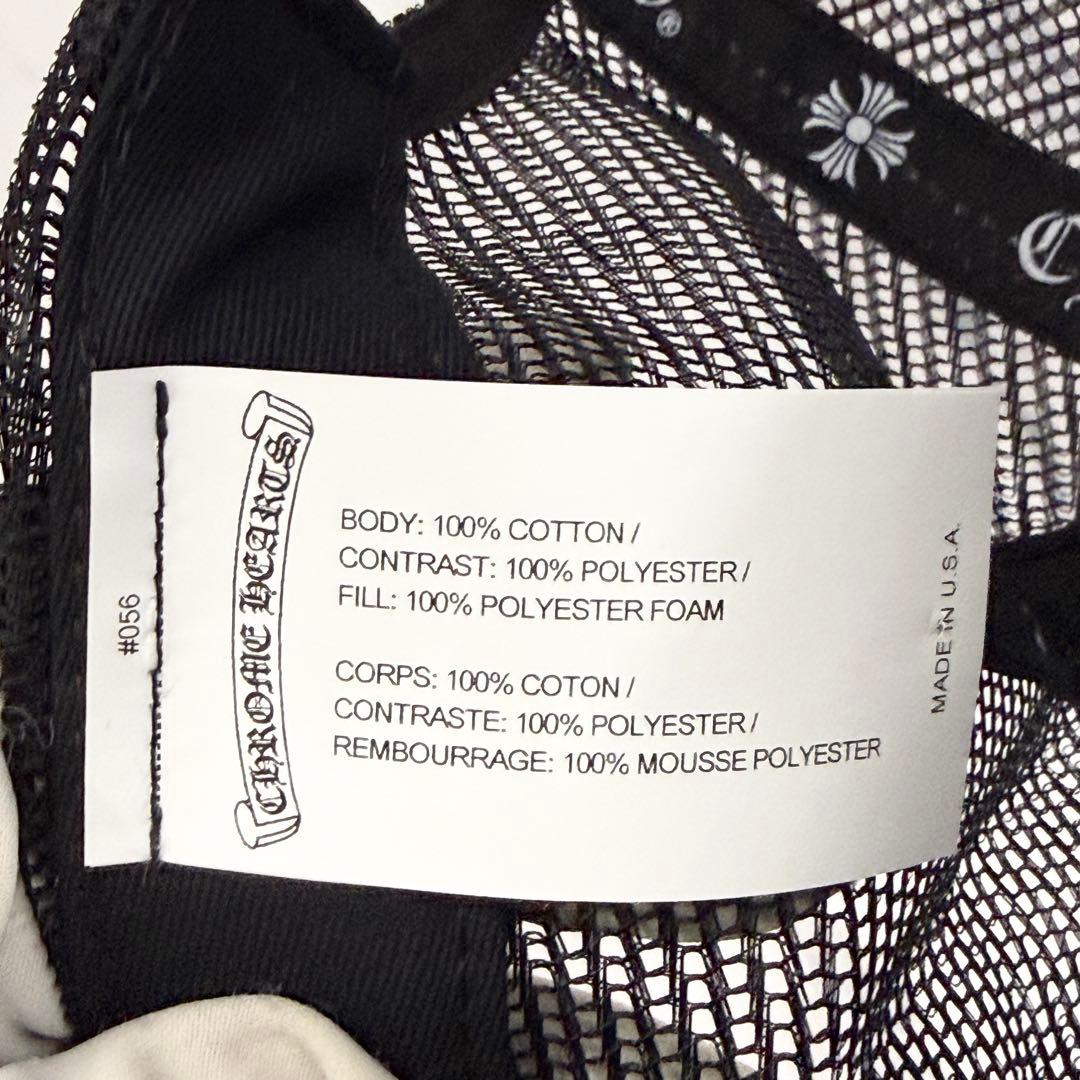 ®
C
#056
CHROME HEARTS
BODY: 100% COTTON /
CONTRAST: 100% POLYESTER /
FILL: 100% POLYESTER FOAM
CORPS: 100% COTON /
CONTRASTE: 100% POLYESTER /
REMBOURRAGE: 100% MOUSSE POLYESTER
MADE IN U.S.A.